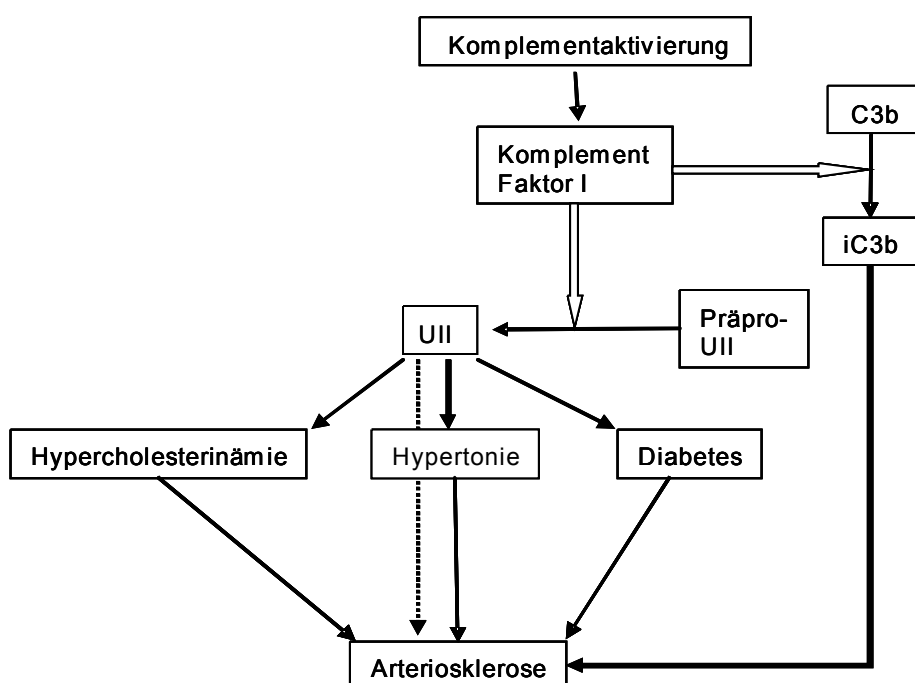 Komplementaktivierung
C3b
Komplement
Faktor I
iC3b
UII
Präpro-
UII
Hypercholesterinämie
Hypertonie
Diabetes
Arteriosklerose